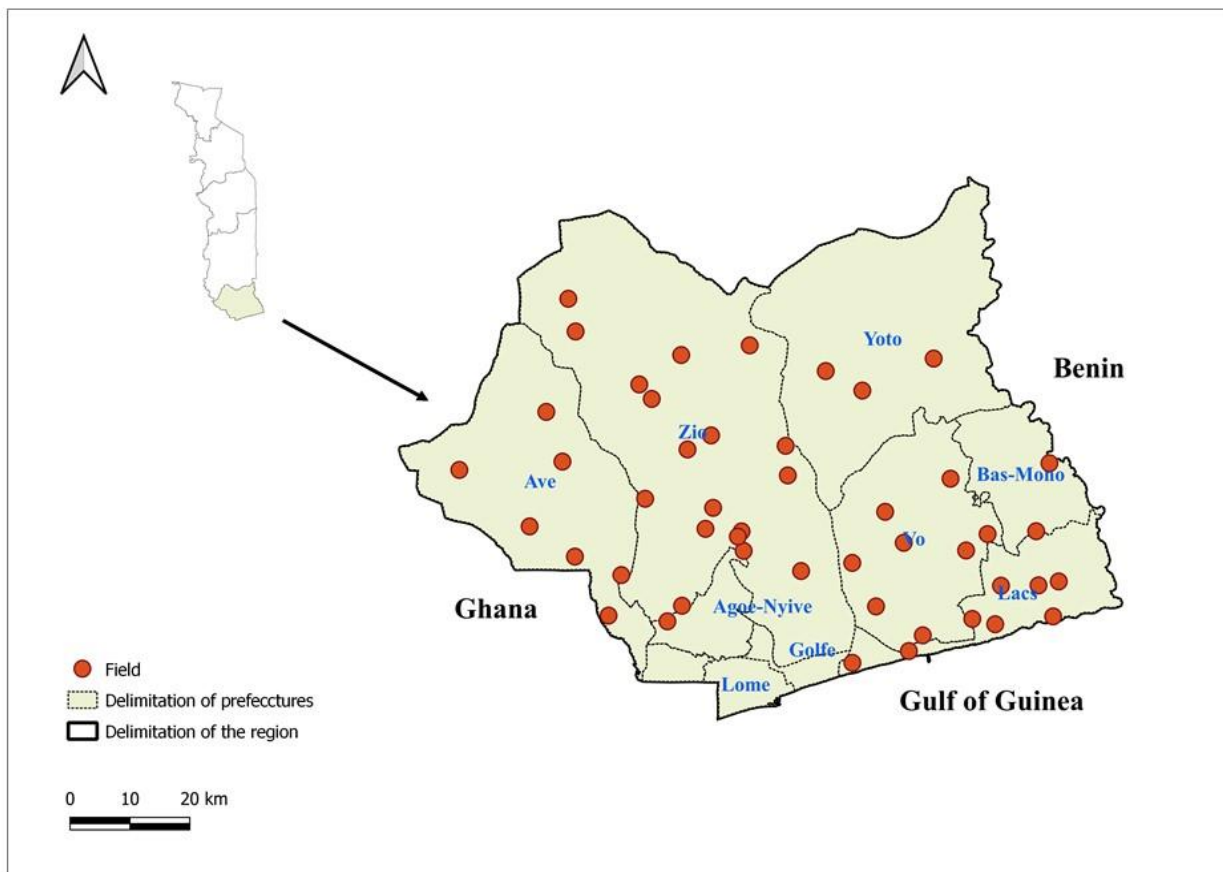 Yoto
Benin
Zio
Bas-Mono
Ave
Vo
Lacs
Ghana
Agoe-Nyive
Golfe
Lome
Gulf of Guinea
Field
Delimitation of prefecctures
Delimitation of the region
0 10 20 km